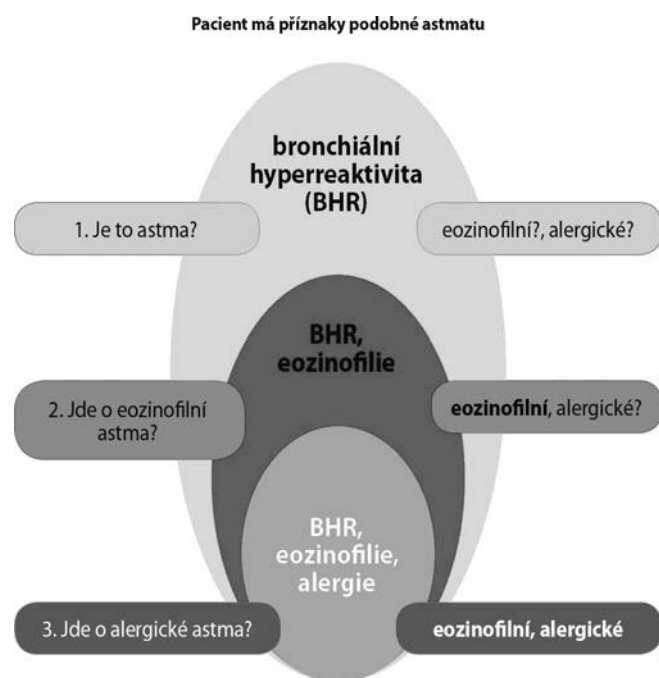 Pacient má příznaky podobné astmatu
bronchiální
hyperreaktivita
(BHR)
1. Je to astma?
eozinofilní?, alergické?
BHR,
eozinofilie
2. Jde o eozinofilní
astma?
eozinofilní, alergické?
BHR,
eozinofilie,
alergie
3. Jde o alergické astma?
eozinofilní, alergické